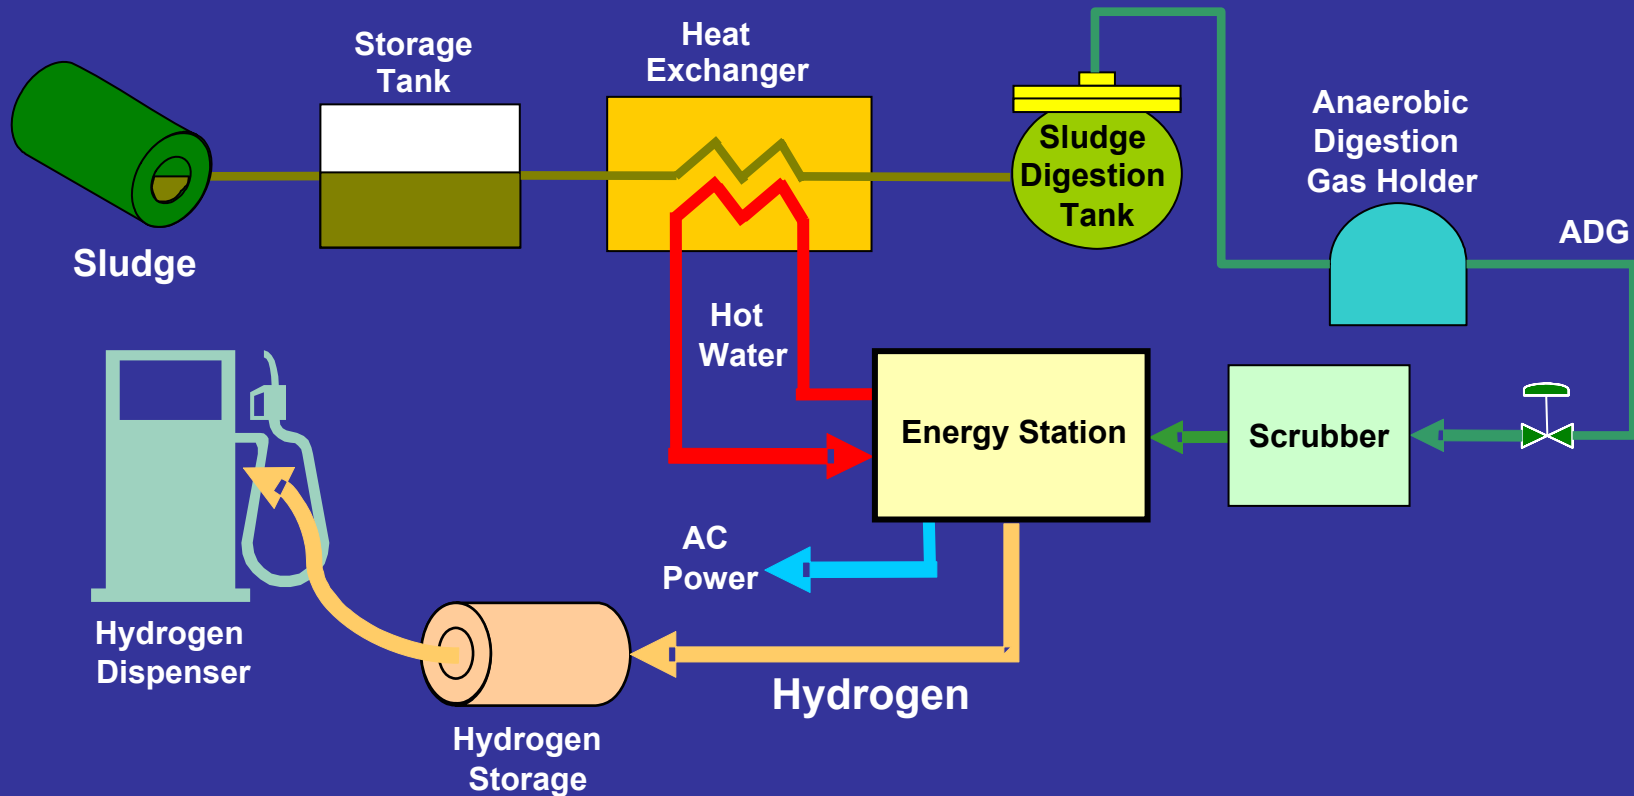 Storage
Tank
Heat
Exchanger
Sludge
Digestion
Tank
Anaerobic
Digestion
Gas Holder
ADG
Sludge
Hot
Water
Energy Station
Scrubber
AC
Power
Hydrogen
Dispenser
Hydrogen
Hydrogen
Storage